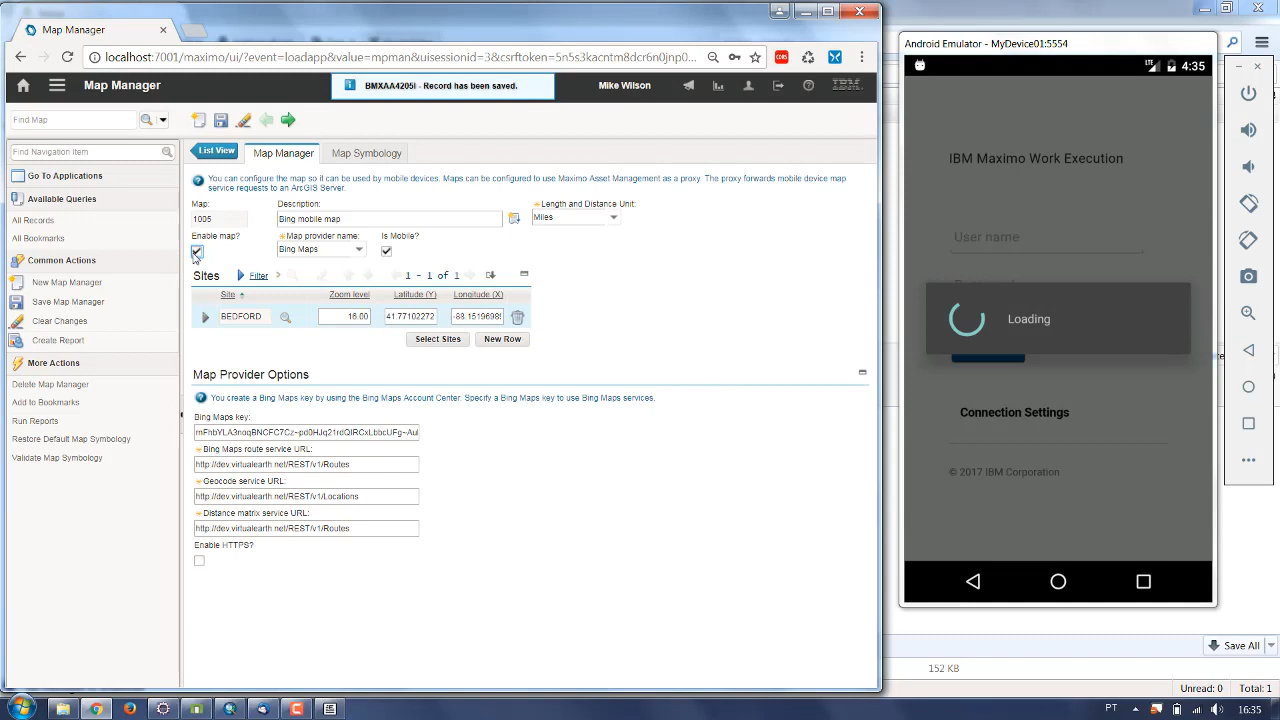 Map Manager
localhost:7001/maximo/ui/?event=loadapp&value=mpman&uisessionid=3&csrftoken=5n5s3kacntm8dcr6n0jnp0...
Map Manager
BMXAA4205I - Record has been saved.
Mike Wilson
IBM
Find Map
Find Navigation Item
Go To Applications
Available Queries
All Records
All Bookmarks
Common Actions
New Map Manager
Save Map Manager
Clear Changes
Create Report
More Actions
Delete Map Manager
Add to Bookmarks
Run Reports
Restore Default Map Symbology
Validate Map Symbology
List View
Map Manager
Map Symbology
You can configure the map so it can be used by mobile devices. Maps can be configured to use Maximo Asset Management as a proxy. The proxy forwards mobile device map
service requests to an ArcGIS Server.
Map:
Description:
Length and Distance Unit:
1095
Bing mobile map
Miles
Enable map?
Map provider name:
Is Mobile?
Bing Maps
Sites
Filter
1 - 1 of 1
Site
Zoom level
Latitude (Y)
Longitude (X)
BEDFORD
16.00
41.77102272
-88.1519698
Select Sites
New Row
Map Provider Options
You create a Bing Maps key by using the Bing Maps Account Center. Specify a Bing Maps key to use Bing Maps services.
Bing Maps key:
Bing Maps route service URL:
http://dev.virtualearth.net/REST/v1/Routes
Geocode service URL:
http://dev.virtualearth.net/REST/v1/Locations
Distance matrix service URL:
http://dev.virtualearth.net/REST/v1/Routes
Enable HTTPS?
Android Emulator - MyDevice01:5554
LTE
4:35
IBM Maximo Work Execution
User name
Loading
Connection Settings
© 2017 IBM Corporation
Save All
152 KB
Unread: 0
Total: 1
PT
16:35